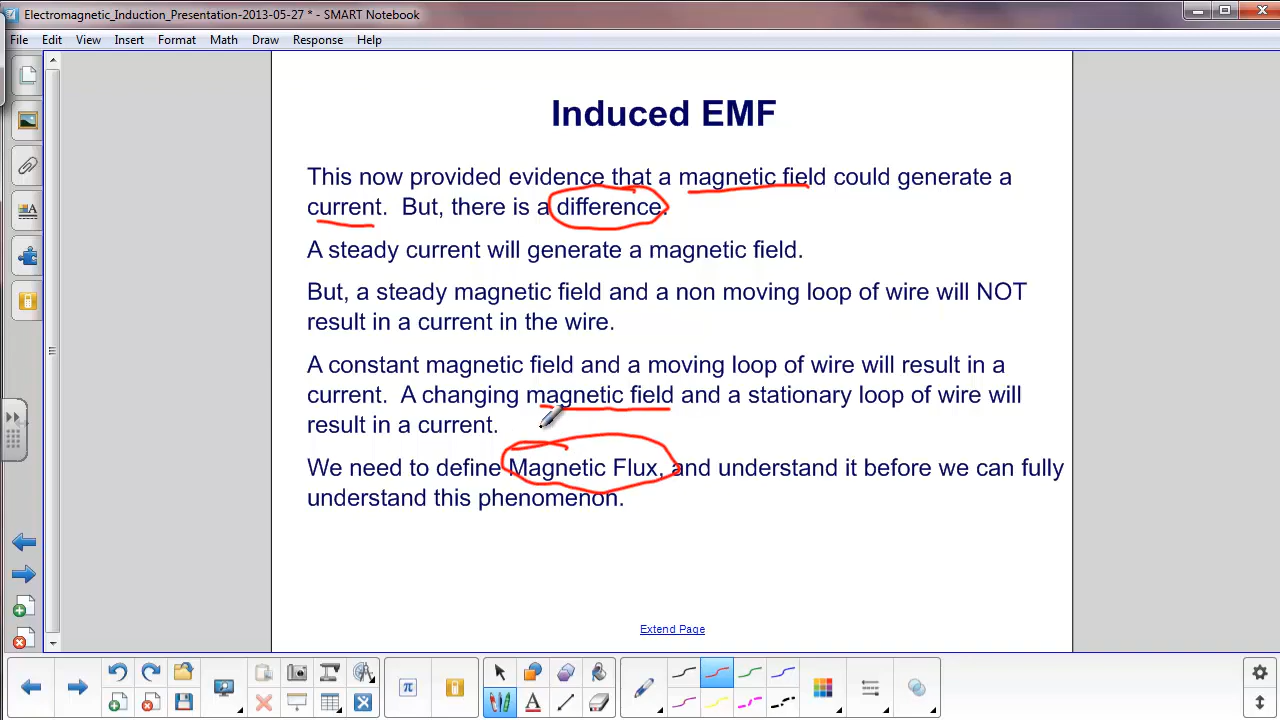 Electromagnetic_Induction_Presentation-2013-05-27 * - SMART Notebook
File Edit View Insert Format Math Draw Response Help
Induced EMF
This now provided evidence that a magnetic field could generate a
current. But, there is a difference.
A steady current will generate a magnetic field.
But, a steady magnetic field and a non moving loop of wire will NOT
result in a current in the wire.
A constant magnetic field and a moving loop of wire will result in a
current. A changing magnetic field and a stationary loop of wire will
result in a current.
We need to define Magnetic Flux, and understand it before we can fully
understand this phenomenon.
Extend Page